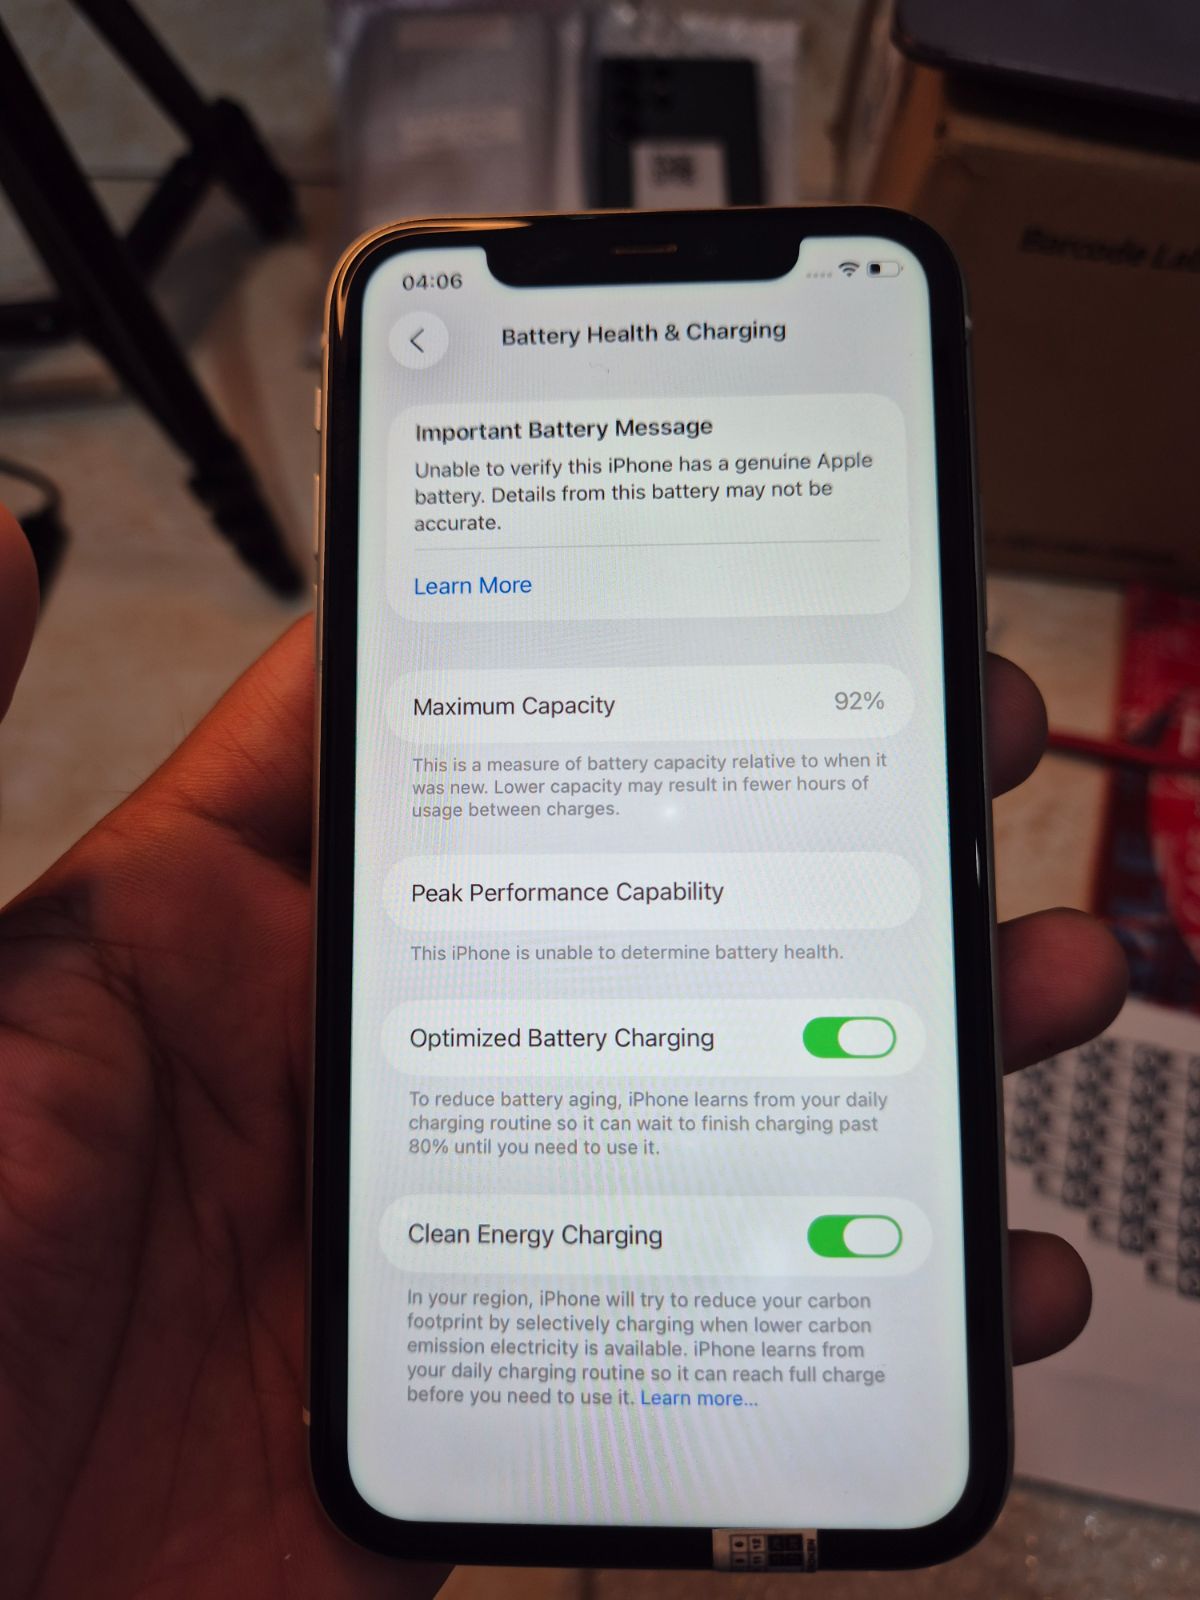 04:06
Battery Health & Charging
Important Battery Message
Unable to verify this iPhone has a genuine Apple
battery. Details from this battery may not be
accurate.
Learn More
Maximum Capacity 92%
This is a measure of battery capacity relative to when it
was new. Lower capacity may result in fewer hours of
usage between charges.
Peak Performance Capability
This iPhone is unable to determine battery health.
Optimized Battery Charging
To reduce battery aging, iPhone learns from your daily
charging routine so it can wait to finish charging past
80% until you need to use it.
Clean Energy Charging
In your region, iPhone will try to reduce your carbon
footprint by selectively charging when lower carbon
emission electricity is available. iPhone learns from
your daily charging routine so it can reach full charge
before you need to use it. Learn more...
Barcode